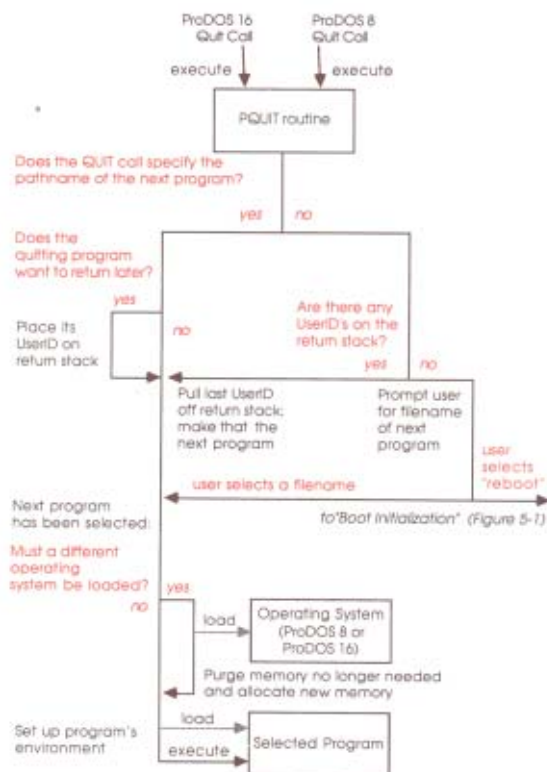 ProDOS 16
Quit Call
ProDOS 8
Quit Call
execute
execute
PQUIT routine
Does the QUIT call specify the
pathname of the next program?
yes
no
Does the
quitting program
want to return later?
yes
no
Place its
UserID on
return stack
Are there any
UserID's on the
return stack?
yes
no
Pull last UserID
off return stack;
make that the
next program
Prompt user
for filename
of next
program
user
selects
"reboot"
user selects a filename
to "Boot Initialization" (Figure 5-1)
Next program
has been selected:
Must a different
operating
system be loaded?
no
yes
load
Operating System
(ProDOS 8 or
ProDOS 16)
Purge memory no longer needed
and allocate new memory
Set up program's
environment
load
execute
Selected Program